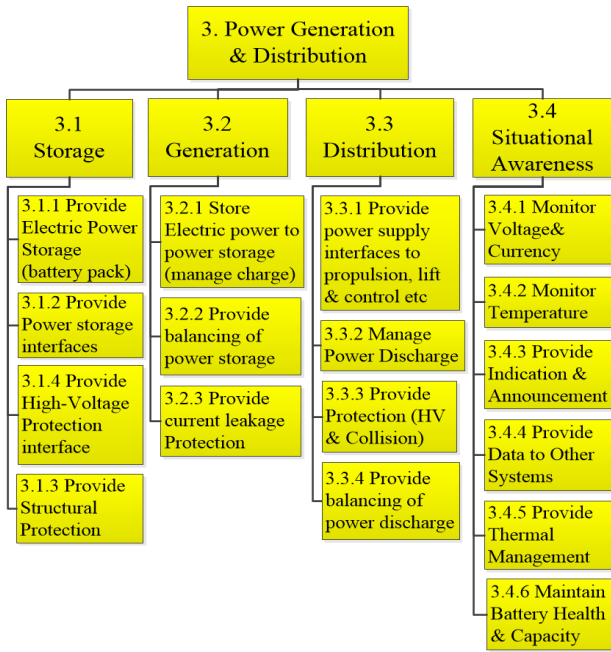 3. Power Generation
& Distribution
3.1
Storage
3.1.1 Provide
Electric Power
Storage
(battery pack)
3.1.2 Provide
Power storage
interfaces
3.1.4 Provide
High-Voltage
Protection
interface
3.1.3 Provide
Structural
Protection
3.2
Generation
3.2.1 Store
Electric power to
power storage
(manage charge)
3.2.2 Provide
balancing of
power storage
3.2.3 Provide
current leakage
Protection
3.3
Distribution
3.3.1 Provide
power supply
interfaces to
propulsion, lift
& control etc
3.3.2 Manage
Power Discharge
3.3.3 Provide
Protection (HV
& Collision)
3.3.4 Provide
balancing of
power discharge
3.4
Situational
Awareness
3.4.1 Monitor
Voltage&
Currency
3.4.2 Monitor
Temperature
3.4.3 Provide
Indication &
Announcement
3.4.4 Provide
Data to Other
Systems
3.4.5 Provide
Thermal
Management
3.4.6 Maintain
Battery Health
& Capacity